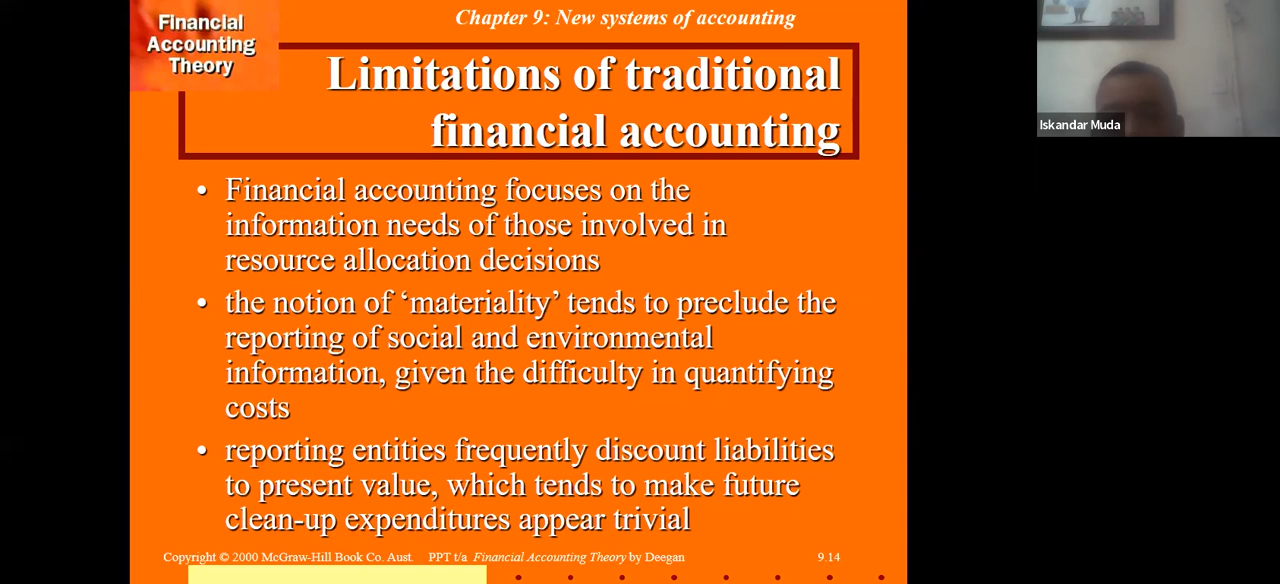 Chapter 9: New systems of accounting
Financial
Accounting
Theory
Limitations of traditional
financial accounting
• Financial accounting focuses on the
information needs of those involved in
resource allocation decisions
• the notion of ‘materiality’ tends to preclude the
reporting of social and environmental
information, given the difficulty in quantifying
costs
• reporting entities frequently discount liabilities
to present value, which tends to make future
clean-up expenditures appear trivial
Copyright © 2000 McGraw-Hill Book Co. Aust. PPT t/a Financial Accounting Theory by Deegan 9.14
Iskandar Muda